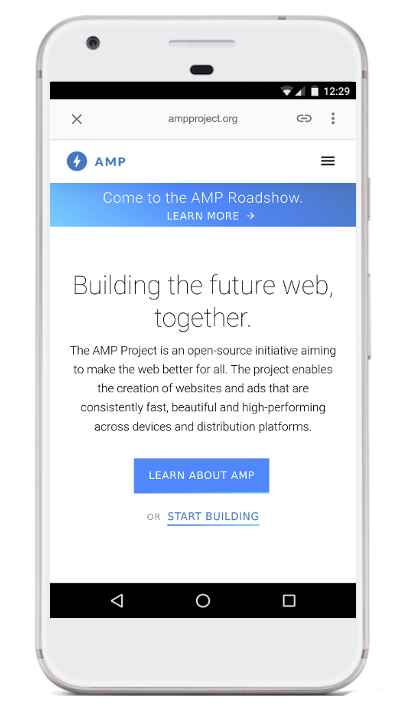 12:29
ampproject.org
AMP
Come to the AMP Roadshow.
LEARN MORE →
Building the future web,
together.
The AMP Project is an open-source initiative aiming
to make the web better for all. The project enables
the creation of websites and ads that are
consistently fast, beautiful and high-performing
across devices and distribution platforms.
LEARN ABOUT AMP
OR START BUILDING